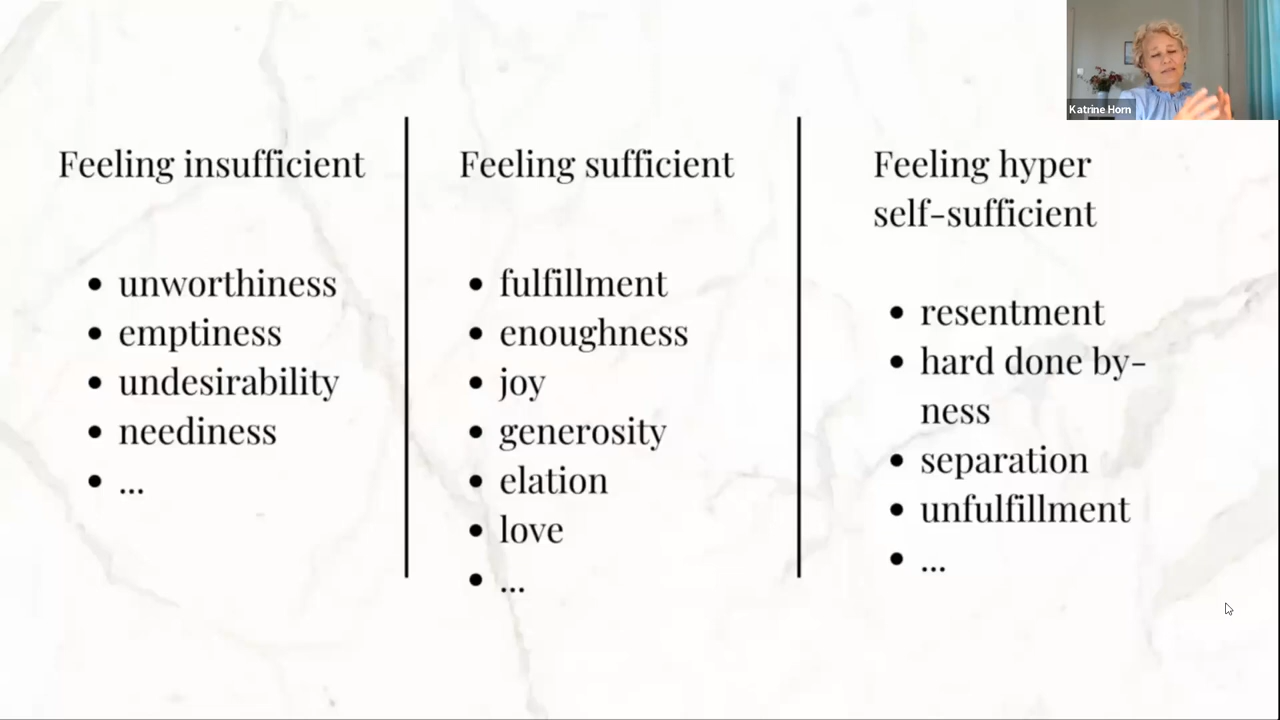 Katrine Horn
Feeling insufficient
• unworthiness
• emptiness
• undesirability
• neediness
• ...
Feeling sufficient
• fulfillment
• enoughness
• joy
• generosity
• elation
• love
• ...
Feeling hyper
self-sufficient
• resentment
• hard done by-
ness
• separation
• unfulfillment
• ...